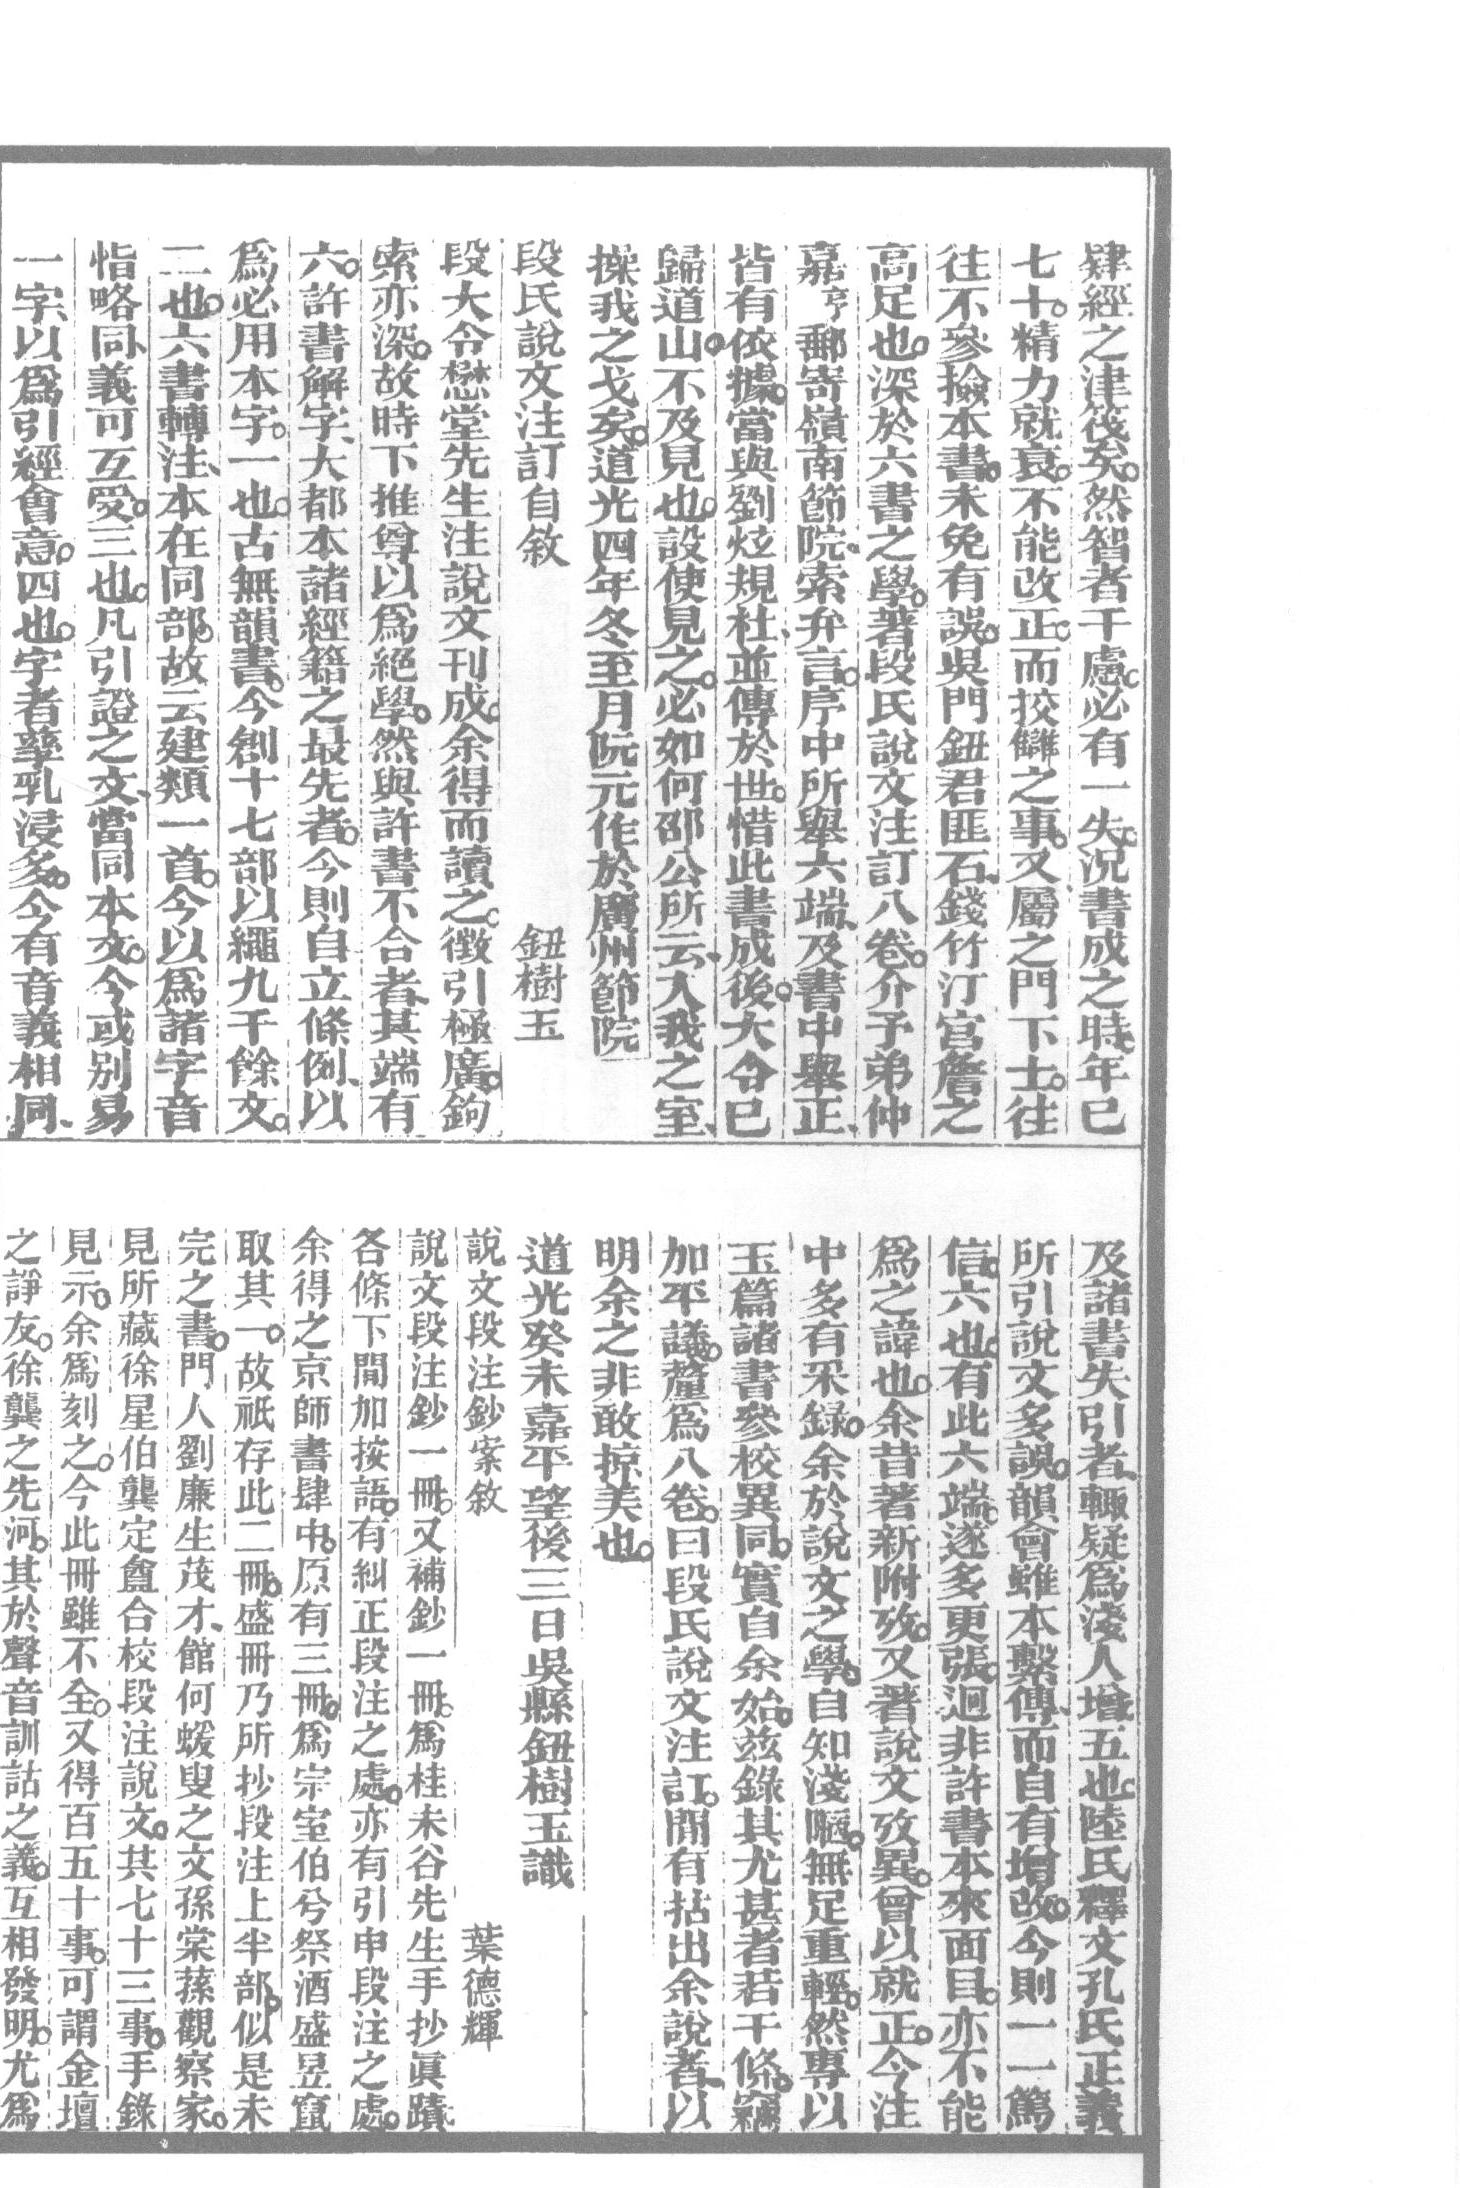 肄經之津筏矣。然智者千慮。必有一失。況書成之時。年已
七十。精力就衰。不能改正。而挍讎之事。又屬之門下士。往
往不參撿本書。未免有誤。吳門鈕君匪石、錢竹汀宮詹之
高足也。深於六書之學。著段氏說文注訂八卷。介予弟仲
嘉亨郵寄嶺南節院、索弁言。序中所舉六端、及書中舉正、
皆有依據。當與劉炫規杜、並傳於世。惜此書成後。大令已
歸道山。不及見也。設使見之。必如何邵公所云、入我之室、
操我之戈矣。道光四年冬至月阮元作於廣州節院
段氏說文注訂自敘
鈕樹玉
段大令懋堂先生注說文刊成。余得而讀之。徵引極廣。鉤
索亦深。故時下推尊以爲絕學。然與許書不合者、其端有
六。許書解字、大都本諸經籍之最先者。今則自立條例、以
爲必用本字。一也。古無韻書。今創十七部以繩九千餘文。
二也。六書轉注、本在同部。故云建類一首。今以爲諸字音
恉略同、義可互受。三也。凡引證之文、當同本文。今或别易
一字、以爲引經會意。四也。字者孳乳浸多。今有音義相同、
及諸書失引者、輒疑爲淺人增。五也。陸氏釋文孔氏正義
所引說文多誤。韻會雖本繫傳、而自有增改。今則一一篤
信。六也。有此六端。遂多更張。迥非許書本來面目。亦不能
爲之諱也。余昔著新附攷。又著說文攷異。曾以就正。今注
中多有采錄。余於說文之學。自知淺陋。無足重輕。然專以
玉篇諸書參校異同。實自余始。兹錄其尤甚者若干條。竊
加平議。釐爲八卷。曰段氏說文注訂。閒有拈出余說者、以
明余之非敢掠美也。
道光癸未嘉平望後三日吳縣鈕樹玉識
說文段注鈔案敘
葉德輝
說文段注鈔一冊。又補鈔一冊。爲桂未谷先生手抄眞蹟
各條下閒加按語。有糾正段注之處。亦有引申段注之處。
余得之京師書肆中。原有三冊。爲宗室伯兮祭酒盛昱竄
取其一。故祇存此二冊。盛冊乃所抄段注上半部。似是未
完之書。門人劉廉生茂才、館何蝯叟之文孫棠蓀觀察家。
見所藏徐星伯龔定盦合校段注說文。共七十三事。手錄
見示。余爲刻之。今此冊雖不全。又得百五十事。可謂金壇
之諍友。徐龔之先河。其於聲音訓詁之義。互相發明。尤爲